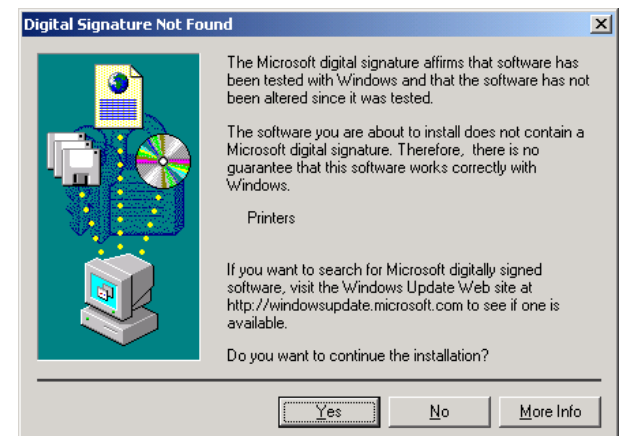 Digital Signature Not Found
The Microsoft digital signature affirms that software has
been tested with Windows and that the software has not
been altered since it was tested.
The software you are about to install does not contain a
Microsoft digital signature. Therefore,  there is no
guarantee that this software works correctly with
Windows.
Printers
If you want to search for Microsoft digitally signed
software, visit the Windows Update Web site at
http://windowsupdate.microsoft.com to see if one is
available.
Do you want to continue the installation?
Yes No More Info